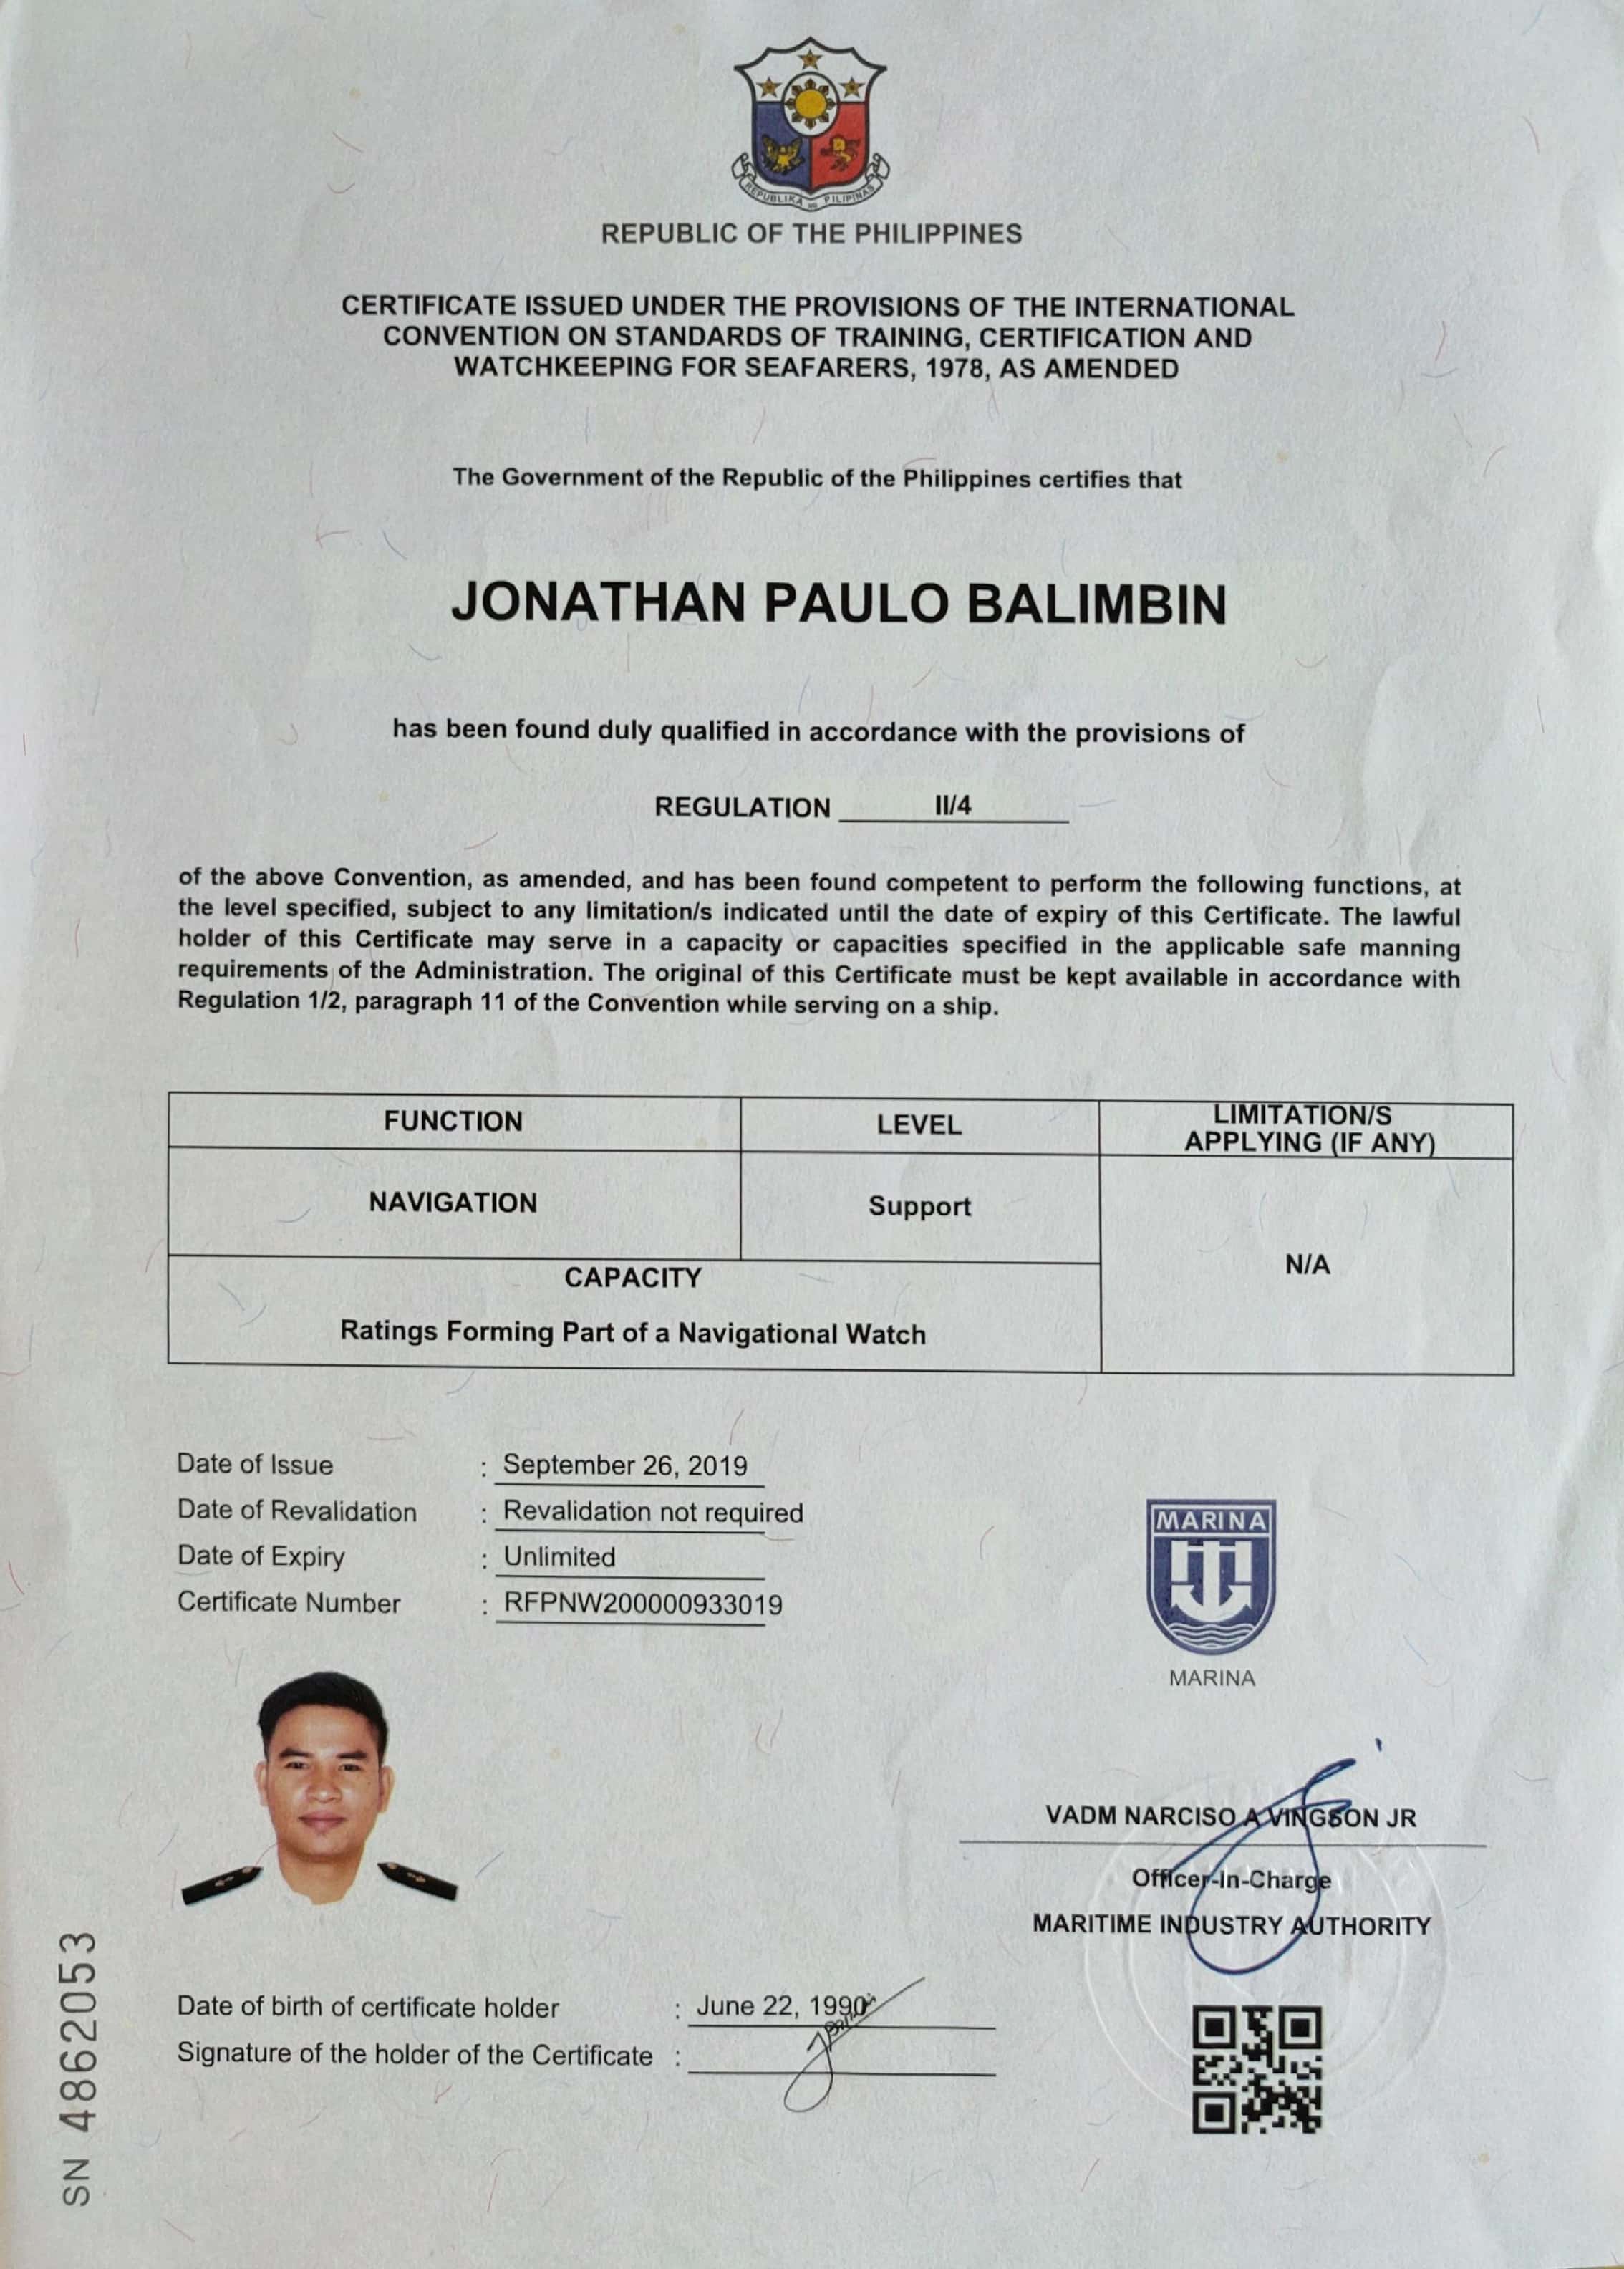 REPUBLIKA NG PILIPINAS
REPUBLIC OF THE PHILIPPINES
CERTIFICATE ISSUED UNDER THE PROVISIONS OF THE INTERNATIONAL
CONVENTION ON STANDARDS OF TRAINING, CERTIFICATION AND
WATCHKEEPING FOR SEAFARERS, 1978, AS AMENDED
The Government of the Republic of the Philippines certifies that
JONATHAN PAULO BALIMBIN
has been found duly qualified in accordance with the provisions of
REGULATION II/4
of the above Convention, as amended, and has been found competent to perform the following functions, at
the level specified, subject to any limitation/s indicated until the date of expiry of this Certificate. The lawful
holder of this Certificate may serve in a capacity or capacities specified in the applicable safe manning
requirements of the Administration. The original of this Certificate must be kept available in accordance with
Regulation 1/2, paragraph 11 of the Convention while serving on a ship.
FUNCTION LEVEL LIMITATION/S
APPLYING (IF ANY)
NAVIGATION Support
N/A
CAPACITY
Ratings Forming Part of a Navigational Watch
Date of Issue : September 26, 2019
Date of Revalidation : Revalidation not required
Date of Expiry : Unlimited
Certificate Number : RFPNW200000933019
MARINA
MARINA
VADM NARCISO A VINGSON JR
Officer-In-Charge
MARITIME INDUSTRY AUTHORITY
Date of birth of certificate holder : June 22, 1990
Signature of the holder of the Certificate :
SN 4862053